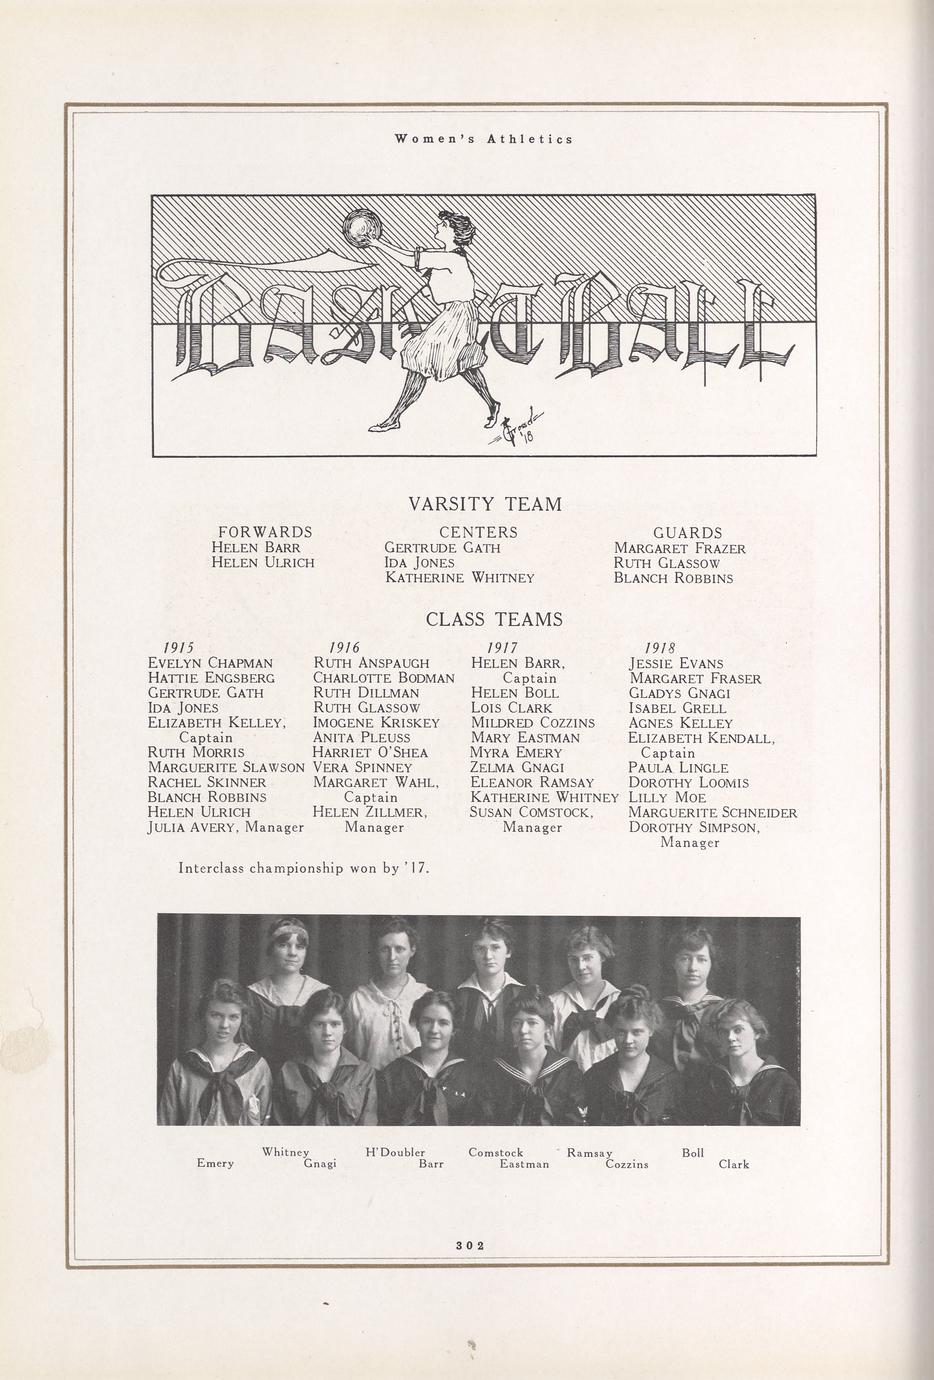 Women's Athletics
BASKET BALL
'18
VARSITY TEAM
FORWARDS
HELEN BARR
HELEN ULRICH
CENTERS
GERTRUDE GATH
IDA JONES
KATHERINE WHITNEY
GUARDS
MARGARET FRAZER
RUTH GLASSOW
BLANCH ROBBINS
CLASS TEAMS
1915
EVELYN CHAPMAN
HATTIE ENGSBERG
GERTRUDE GATH
IDA JONES
ELIZABETH KELLEY,
Captain
RUTH MORRIS
MARGUERITE SLAWSON
RACHEL SKINNER
BLANCH ROBBINS
HELEN ULRICH
JULIA AVERY, Manager
1916
RUTH ANSPAUGH
CHARLOTTE BODMAN
RUTH DILLMAN
RUTH GLASSOW
IMOGENE KRISKEY
ANITA PLEUSS
HARRIET O'SHEA
VERA SPINNEY
MARGARET WAHL,
Captain
HELEN ZILLMER,
Manager
1917
HELEN BARR,
Captain
HELEN BOLL
LOIS CLARK
MILDRED COZZINS
MARY EASTMAN
MYRA EMERY
ZELMA GNAGI
ELEANOR RAMSAY
KATHERINE WHITNEY
SUSAN COMSTOCK,
Manager
1918
JESSIE EVANS
MARGARET FRASER
GLADYS GNAGI
ISABEL GRELL
AGNES KELLEY
ELIZABETH KENDALL,
Captain
PAULA LINGLE
DOROTHY LOOMIS
LILLY MOE
MARGUERITE SCHNEIDER
DOROTHY SIMPSON,
Manager
Interclass championship won by '17.
Whitney H'Doubler Comstock Ramsay Boll
Emery Gnagi Barr Eastman Cozzins Clark
302